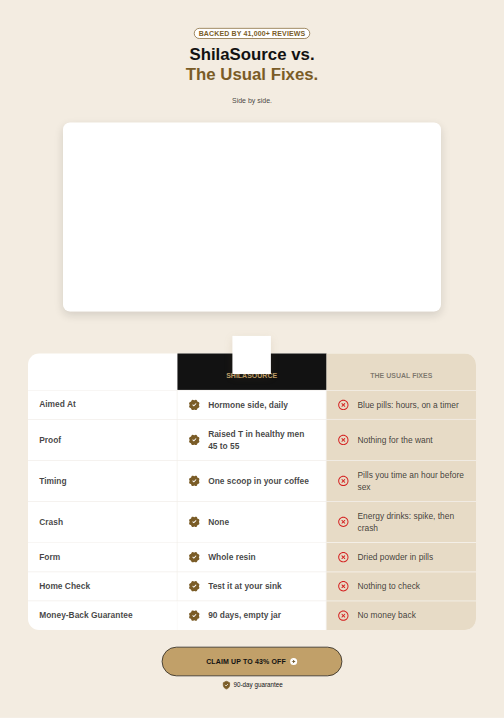 BACKED BY 41,000+ REVIEWS
ShilaSource vs.
The Usual Fixes.
Side by side.
SHILASOURCE
THE USUAL FIXES
Aimed At
Hormone side, daily
Blue pills: hours, on a timer
Proof
Raised T in healthy men
45 to 55
Nothing for the want
Timing
One scoop in your coffee
Pills you time an hour before
sex
Crash
None
Energy drinks: spike, then
crash
Form
Whole resin
Dried powder in pills
Home Check
Test it at your sink
Nothing to check
Money-Back Guarantee
90 days, empty jar
No money back
CLAIM UP TO 43% OFF
90-day guarantee